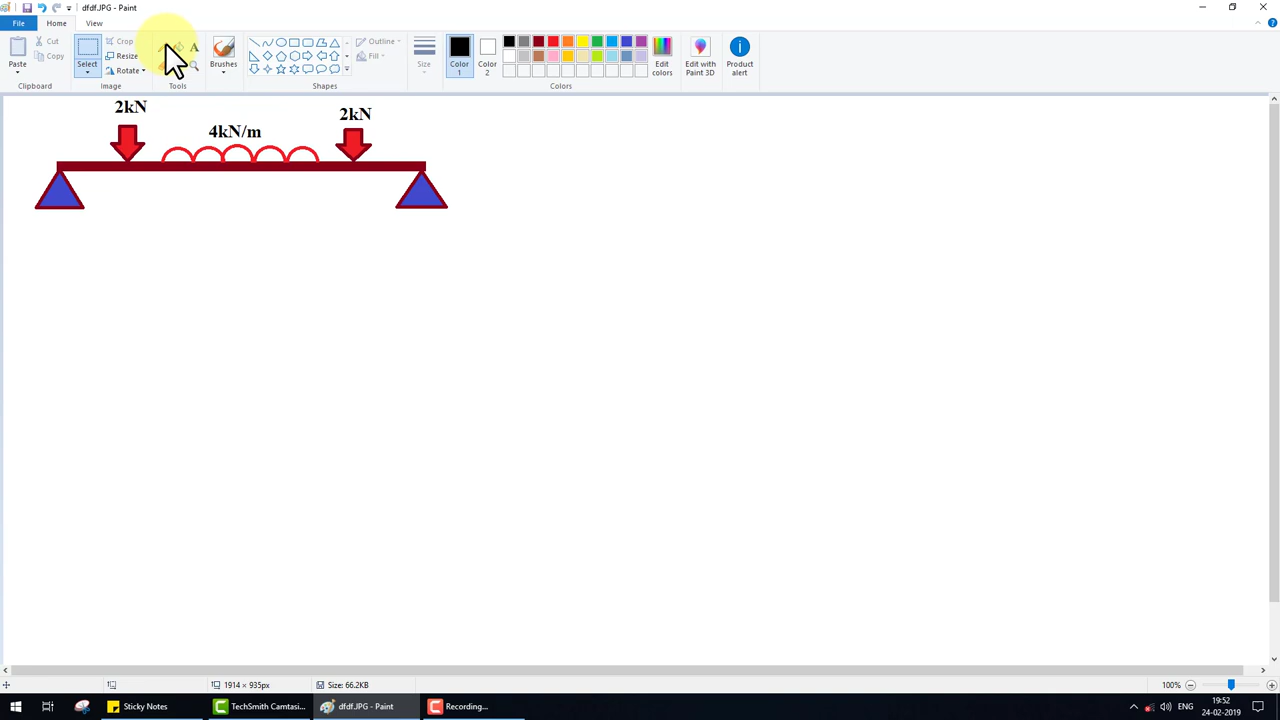 dfdf.JPG - Paint
File Home View
Paste
Cut
Copy
Clipboard
Select
Crop
Resize
Rotate
Image
A
Tools
Brushes
Shapes
Outline
Fill
Size
Color 1
Color 2
Colors
Edit colors
Edit with Paint 3D
Product alert
2kN
4kN/m
2kN
1914 × 935px
Size: 66.2KB
100%
Sticky Notes
TechSmith Camtasi...
dfdf.JPG - Paint
Recording...
ENG
19:52
24-02-2019